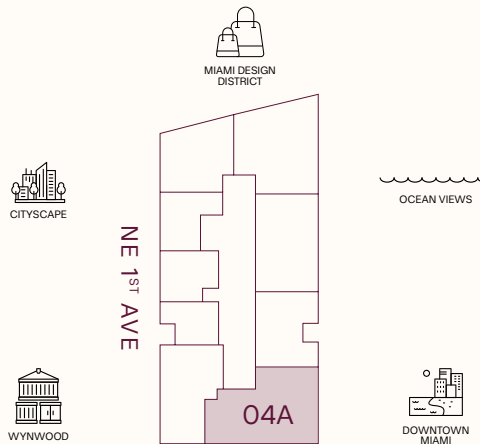 MIAMI DESIGN
DISTRICT
CITYSCAPE
OCEAN VIEWS
NE 1ST AVE
04A
WYNWOOD
DOWNTOWN
MIAMI